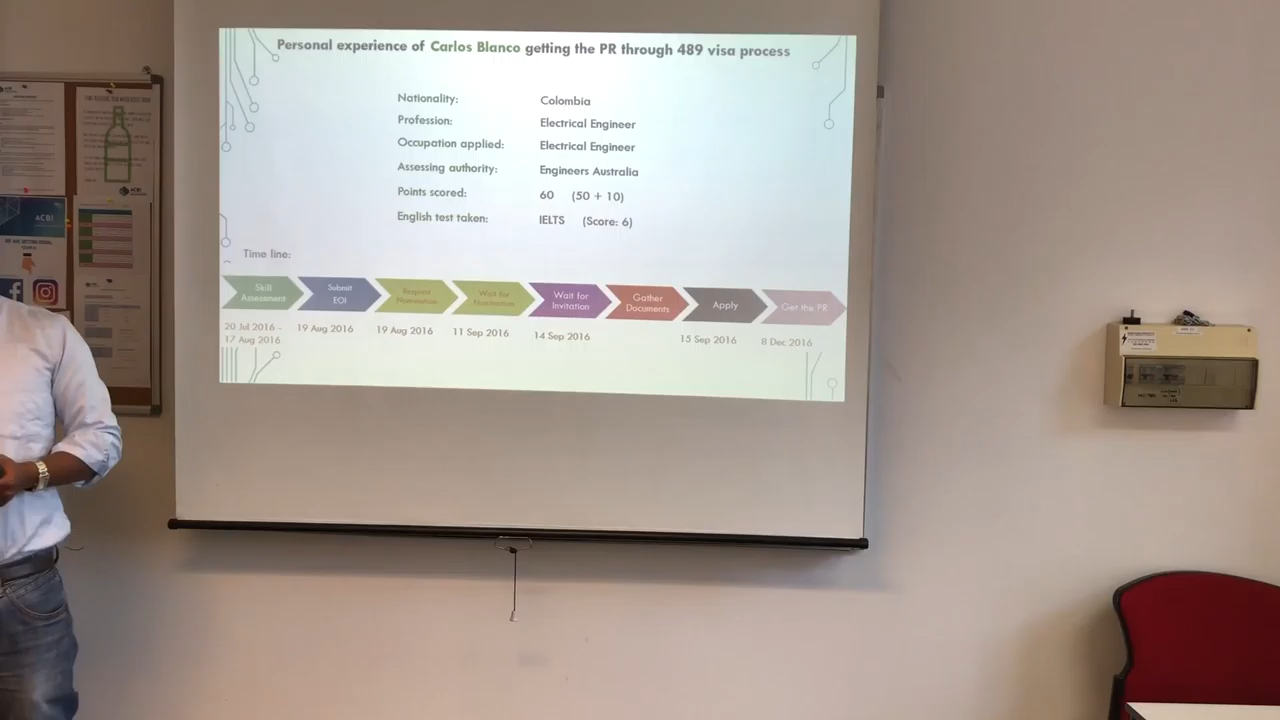 Personal experience of Carlos Blanco getting the PR through 489 visa process
Nationality: Colombia
Profession: Electrical Engineer
Occupation applied: Electrical Engineer
Assessing authority: Engineers Australia
Points scored: 60 (50 + 10)
English test taken: IELTS (Score: 6)
Time line:
Skill Assessment
Submit EOI
Request Nomination
Wait for Nomination
Wait for Invitation
Gather Documents
Apply
Get the PR
20 Jul 2016 - 17 Aug 2016
19 Aug 2016
19 Aug 2016
11 Sep 2016
14 Sep 2016
15 Sep 2016
8 Dec 2016
ACBI
ACBI